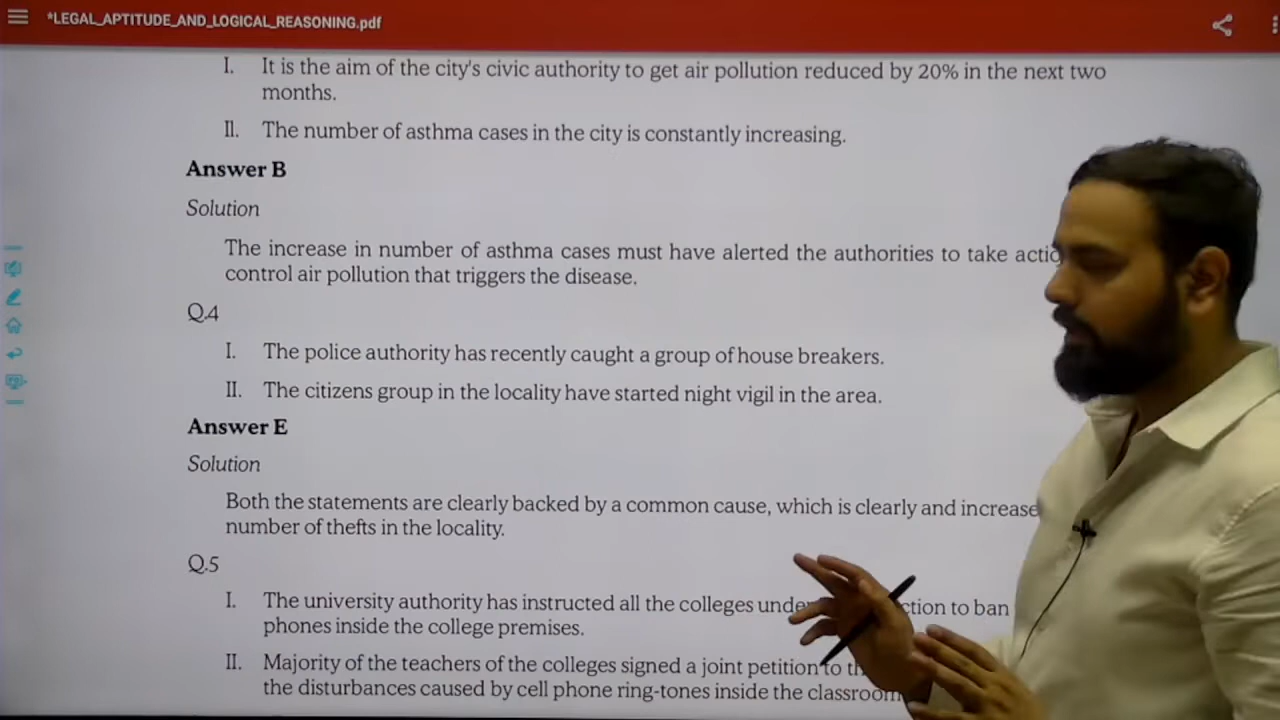 *LEGAL_APTITUDE_AND_LOGICAL_REASONING.pdf
I. It is the aim of the city's civic authority to get air pollution reduced by 20% in the next two
months.
II. The number of asthma cases in the city is constantly increasing.
Answer B
Solution
The increase in number of asthma cases must have alerted the authorities to take
control air pollution that triggers the disease.
Q.4
I. The police authority has recently caught a group of house breakers.
II. The citizens group in the locality have started night vigil in the area.
Answer E
Solution
Both the statements are clearly backed by a common cause, which is clearly and increase
number of thefts in the locality.
Q.5
I. The university authority has instructed all the colleges to ban
phones inside the college premises.
II. Majority of the teachers of the colleges signed a joint petition to
the disturbances caused by cell phone ring-tones inside the